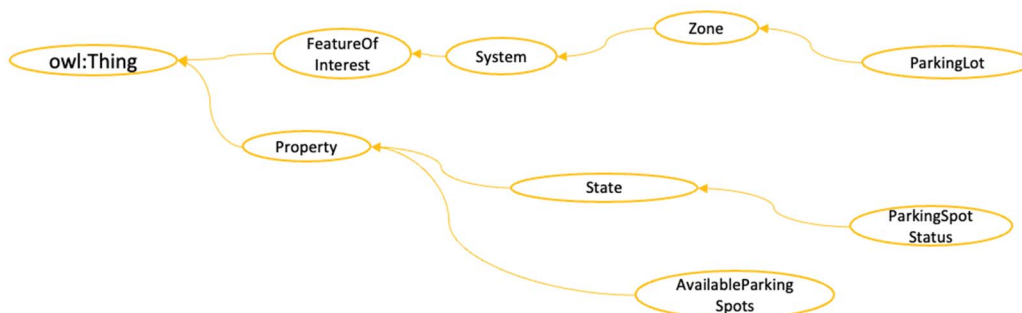 owl:Thing
FeatureOf
Interest
System
Zone
ParkingLot
Property
State
ParkingSpot
Status
AvailableParking
Spots